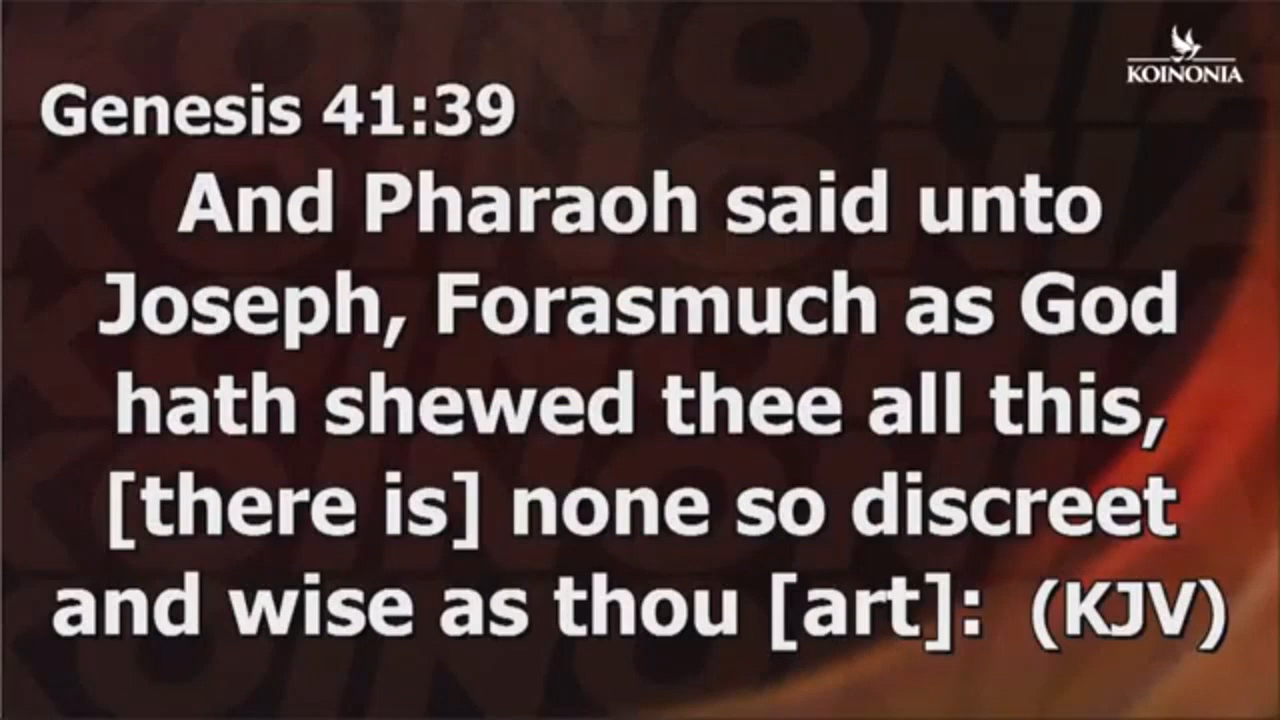 KOINONIA
Genesis 41:39
And Pharaoh said unto
Joseph, Forasmuch as God
hath shewed thee all this,
[there is] none so discreet
and wise as thou [art]: (KJV)